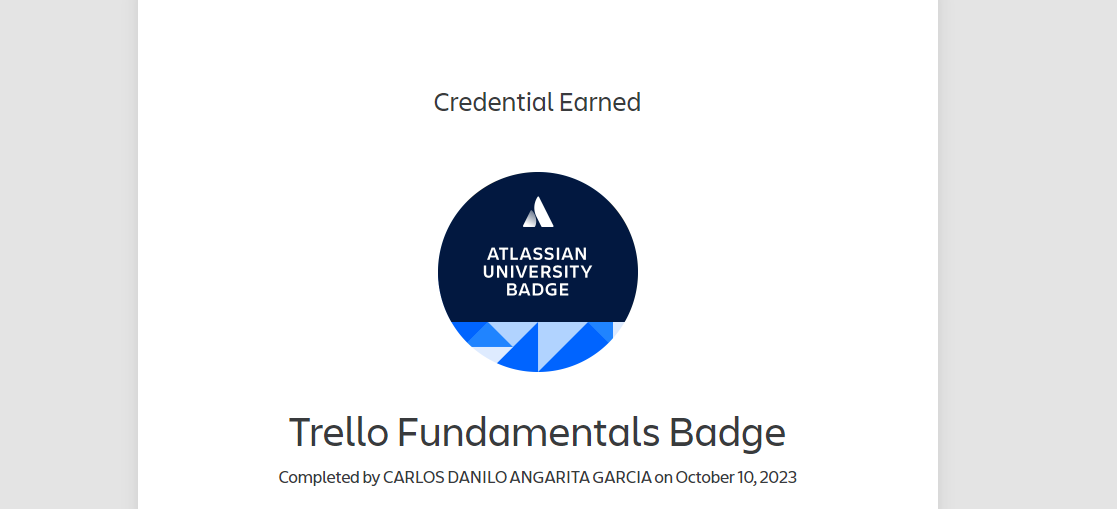 Credential Earned
ATLASSIAN
UNIVERSITY
BADGE
Trello Fundamentals Badge
Completed by CARLOS DANILO ANGARITA GARCIA on October 10, 2023